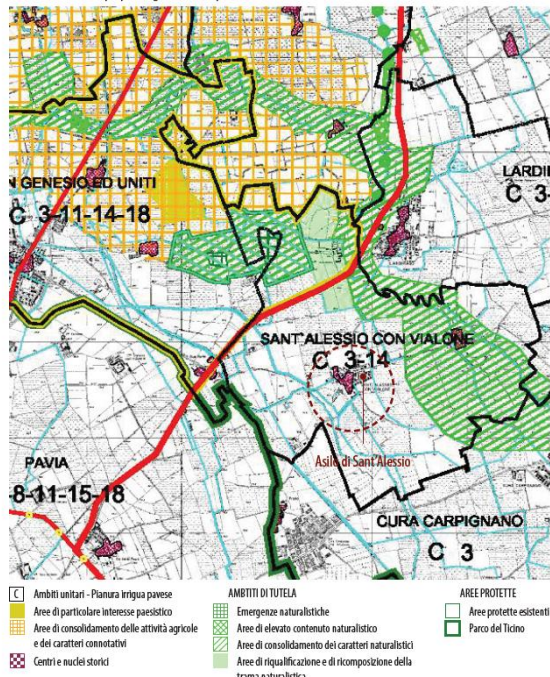 N GENESIO ED UNITI
C 3-11-14-18
LARDI
C 3
SANT'ALESSIO CON VIALONE
C 3-14
Asilo di Sant'Alessio
PAVIA
-8-11-15-18
CURA CARPIGNANO
C 3
C Ambiti unitari - Pianura irrigua pavese
Aree di particolare interesse paesistico
Aree di consolidamento delle attività agricole
e dei caratteri connotativi
Centri e nuclei storici
AMBTITI DI TUTELA
Emergenze naturalistiche
Aree di elevato contenuto naturalistico
Aree di consolidamento dei caratteri naturalistici
Aree di riqualificazione e di ricomposizione della
trama naturalistica
AREE PROTETTE
Aree protette esistenti
Parco del Ticino